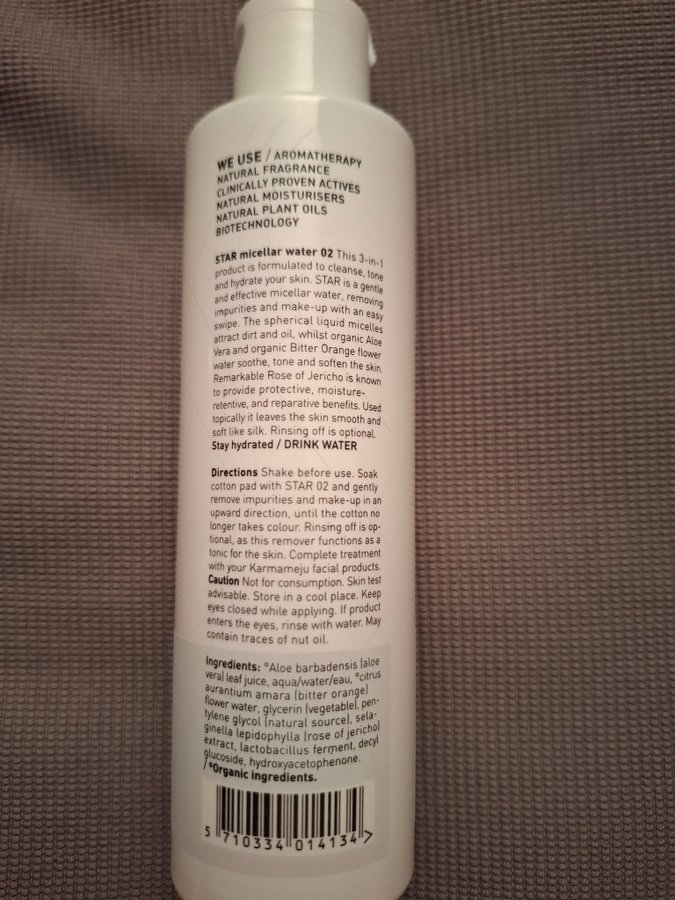 WE USE / AROMATHERAPY
NATURAL FRAGRANCE
CLINICALLY PROVEN ACTIVES
NATURAL MOISTURISERS
NATURAL PLANT OILS
BIOTECHNOLOGY
STAR micellar water 02 This 3-in-1
product is formulated to cleanse, tone
and hydrate your skin. STAR is a gentle
and effective micellar water, removing
impurities and make-up with an easy
swipe. The spherical liquid micelles
attract dirt and oil, whilst organic Aloe
Vera and organic Bitter Orange flower
water soothe, tone and soften the skin.
Remarkable Rose of Jericho is known
to provide protective, moisture-
retentive, and reparative benefits. Used
topically it leaves the skin smooth and
soft like silk. Rinsing off is optional.
Stay hydrated / DRINK WATER
Directions Shake before use. Soak
cotton pad with STAR 02 and gently
remove impurities and make-up in an
upward direction, until the cotton no
longer takes colour. Rinsing off is op-
tional, as this remover functions as a
tonic for the skin. Complete treatment
with your Karmameju facial products.
Caution Not for consumption. Skin test
advisable. Store in a cool place. Keep
eyes closed while applying. If product
enters the eyes, rinse with water. May
contain traces of nut oil.
Ingredients: °Aloe barbadensis (aloe
vera) leaf juice, aqua/water/eau, °citrus
aurantium amara (bitter orange)
flower water, glycerin (vegetable), pen-
tylene glycol (natural source), sela-
ginella lepidophylla (rose of jericho)
extract, lactobacillus ferment, decyl
glucoside, hydroxyacetophenone.
/ °Organic ingredients.
5 710334 014134 >